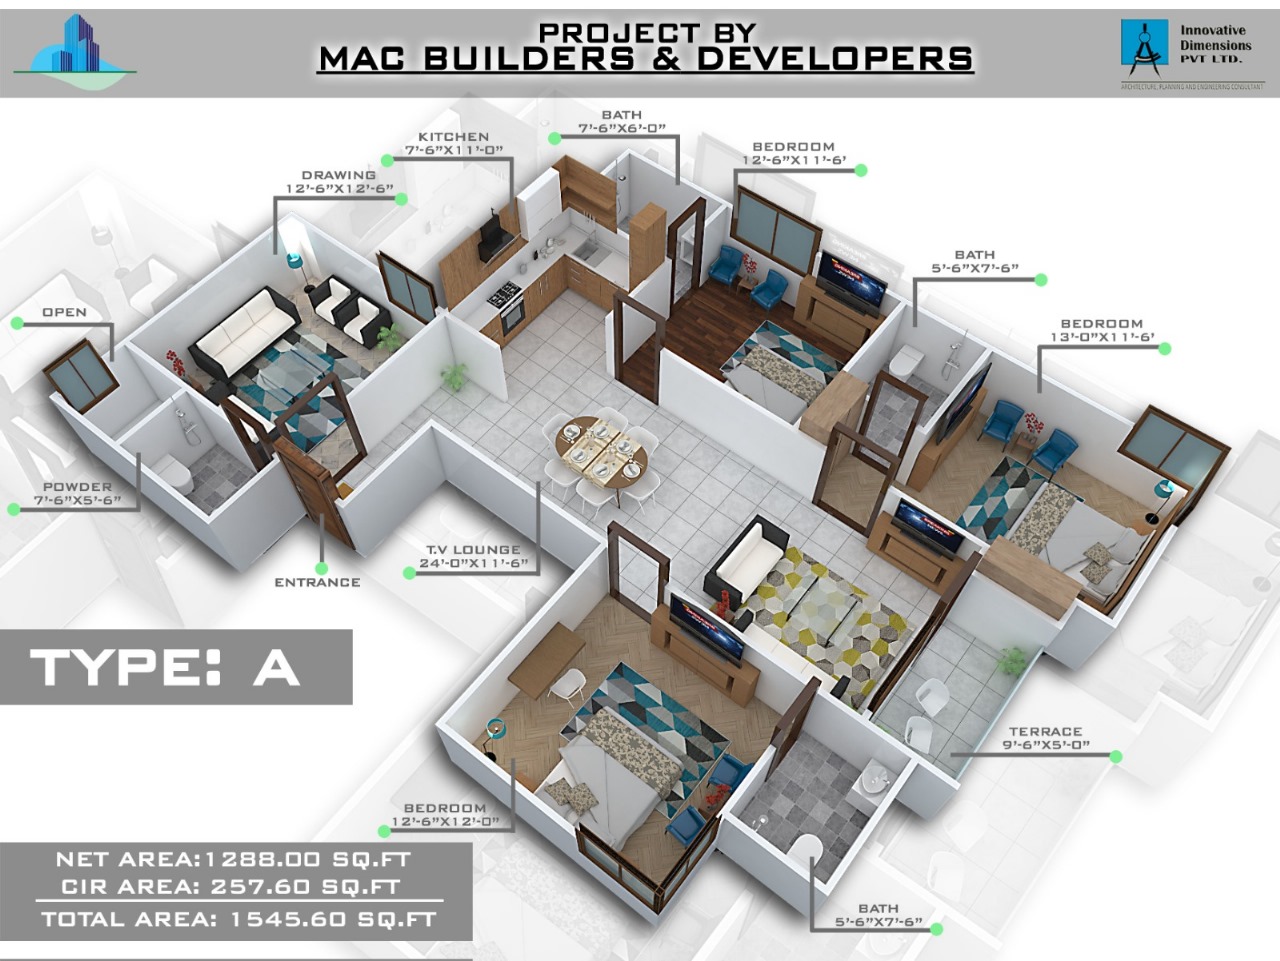 PROJECT BY
MAC BUILDERS & DEVELOPERS
Innovative
Dimensions
PVT LTD.
ARCHITECTURE, PLANNING AND ENGINEERING CONSULTANT
BATH
7'-6"X6'-0"
KITCHEN
7'-6"X11'-0"
BEDROOM
12'-6"X11'-6'
DRAWING
12'-6"X12'-6"
BATH
5'-6"X7'-6"
OPEN
BEDROOM
13'-0"X11'-6'
POWDER
7'-6"X5'-6"
T.V LOUNGE
24'-0"X11'-6"
ENTRANCE
TYPE: A
TERRACE
9'-6"X5'-0"
BEDROOM
12'-6"X12'-0"
NET AREA:1288.00 SQ.FT
CIR AREA: 257.60 SQ.FT
TOTAL AREA: 1545.60 SQ.FT
BATH
5'-6"X7'-6"